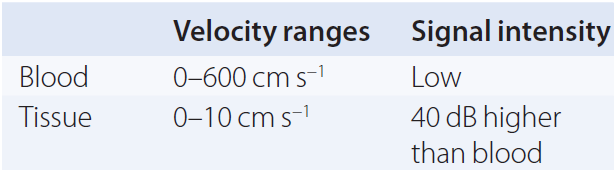 Velocity ranges Signal intensity
Blood 0–600 cm s⁻¹ Low
Tissue 0–10 cm s⁻¹ 40 dB higher
than blood